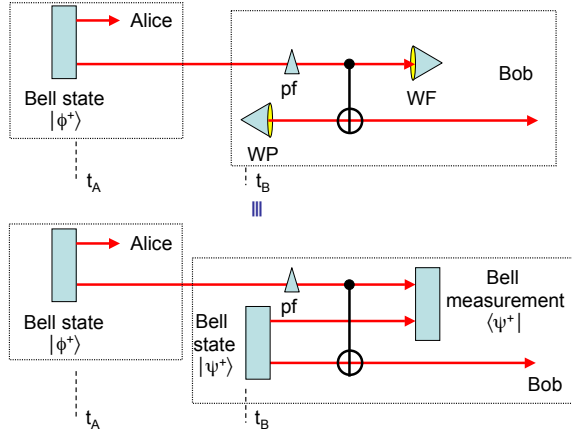 Alice
Bell state
|ϕ⁺⟩
pf
WF
Bob
WP
t_A
t_B
III
Alice
Bell state
|ϕ⁺⟩
pf
Bell
state
|ψ⁺⟩
Bell
measurement
⟨ψ⁺|
Bob
t_A
t_B